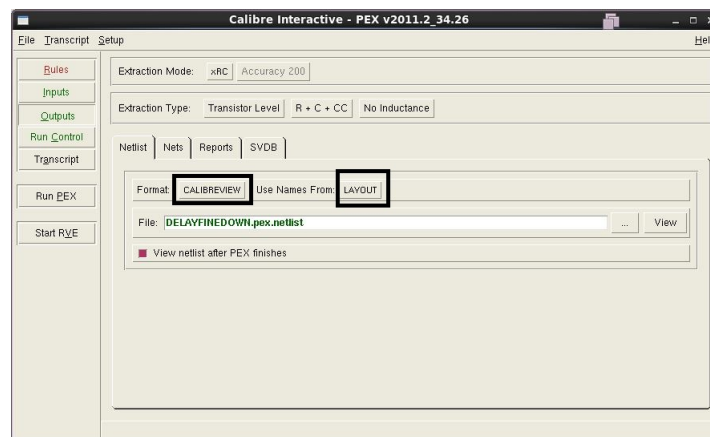 Calibre Interactive - PEX v2011.2_34.26
File Transcript Setup Hel
Rules
Inputs
Outputs
Run Control
Transcript
Run PEX
Start RVE
Extraction Mode: xRC Accuracy 200
Extraction Type: Transistor Level R + C + CC No Inductance
Netlist Nets Reports SVDB
Format: CALIBREVIEW Use Names From: LAYOUT
File: DELAYFINEDOWN.pex.netlist ... View
View netlist after PEX finishes